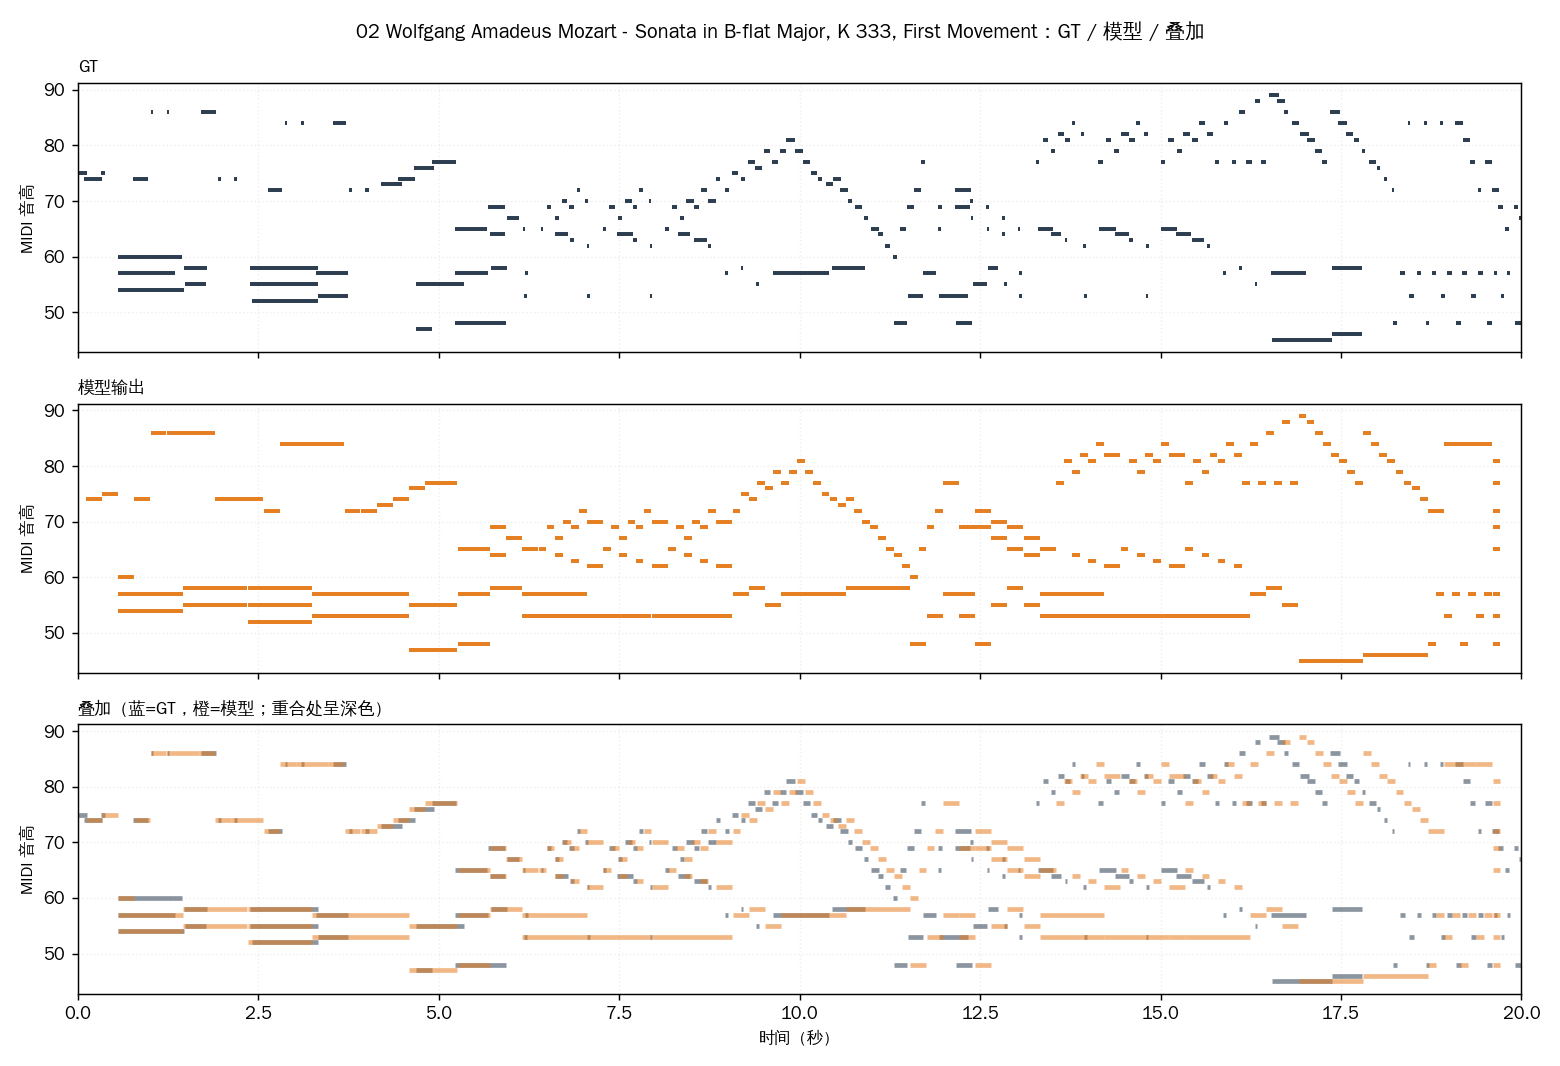 02 Wolfgang Amadeus Mozart - Sonata in B-flat Major, K 333, First Movement：GT / 模型 / 叠加
GT
90
80
70
60
50
MIDI 音高
模型输出
90
80
70
60
50
MIDI 音高
叠加（蓝=GT，橙=模型；重合处呈深色）
90
80
70
60
50
MIDI 音高
0.0 2.5 5.0 7.5 10.0 12.5 15.0 17.5 20.0
时间（秒）